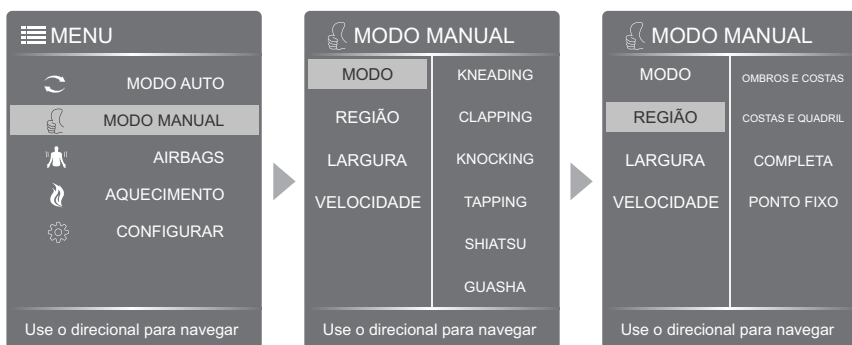 MENU
MODO AUTO
MODO MANUAL
AIRBAGS
AQUECIMENTO
CONFIGURAR
Use o direcional para navegar
MODO MANUAL
MODO
REGIÃO
LARGURA
VELOCIDADE
KNEADING
CLAPPING
KNOCKING
TAPPING
SHIATSU
GUASHA
Use o direcional para navegar
MODO MANUAL
MODO
REGIÃO
LARGURA
VELOCIDADE
OMBROS E COSTAS
COSTAS E QUADRIL
COMPLETA
PONTO FIXO
Use o direcional para navegar